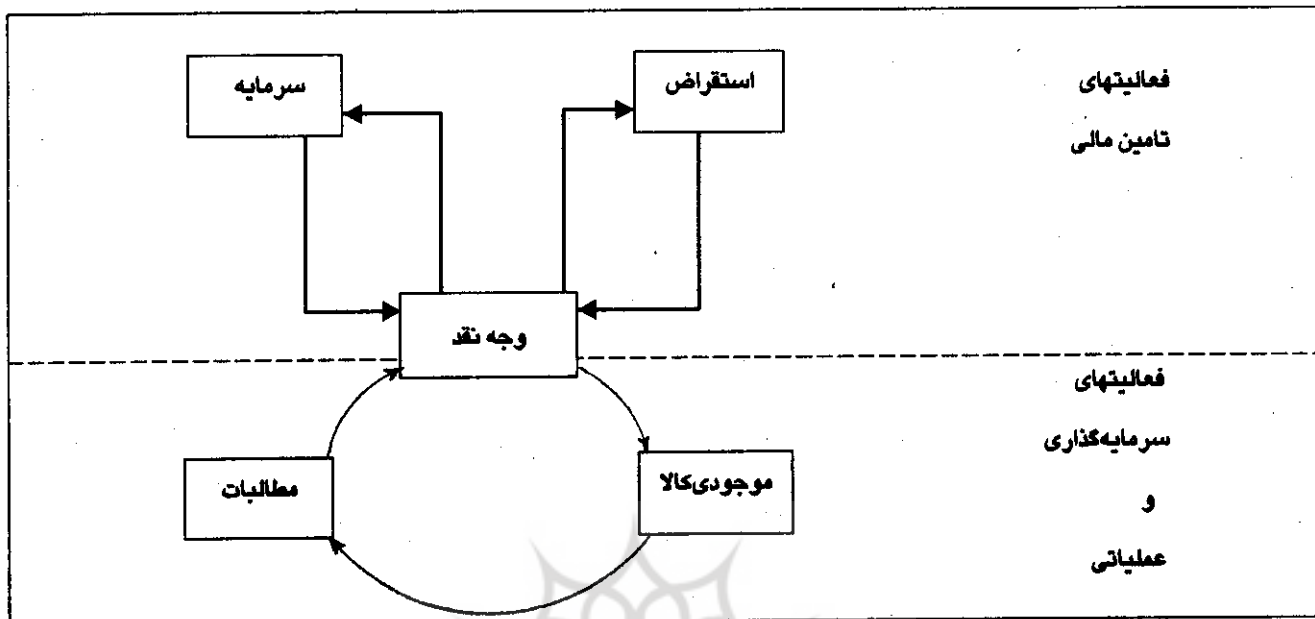 فعالیتهای
تامین مالی
استقراض
سرمایه
وجه نقد
فعالیتهای
سرمایه‌گذاری
و
عملیاتی
موجودی‌کالا
مطالبات